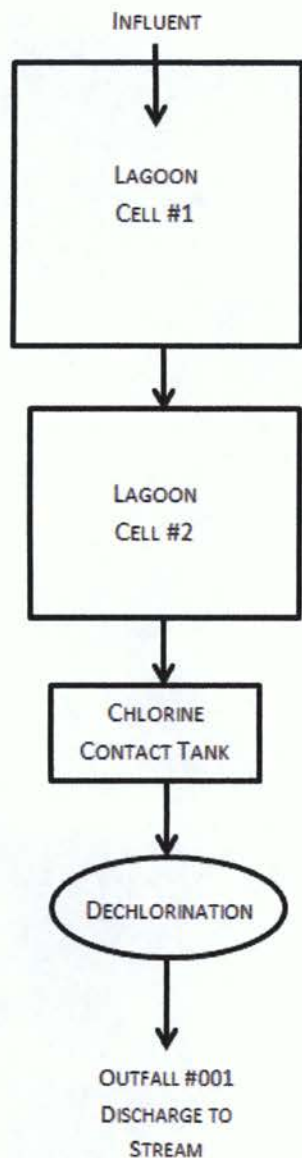 INFLUENT
LAGOON
CELL #1
LAGOON
CELL #2
CHLORINE
CONTACT TANK
DECHLORINATION
OUTFALL #001
DISCHARGE TO
STREAM